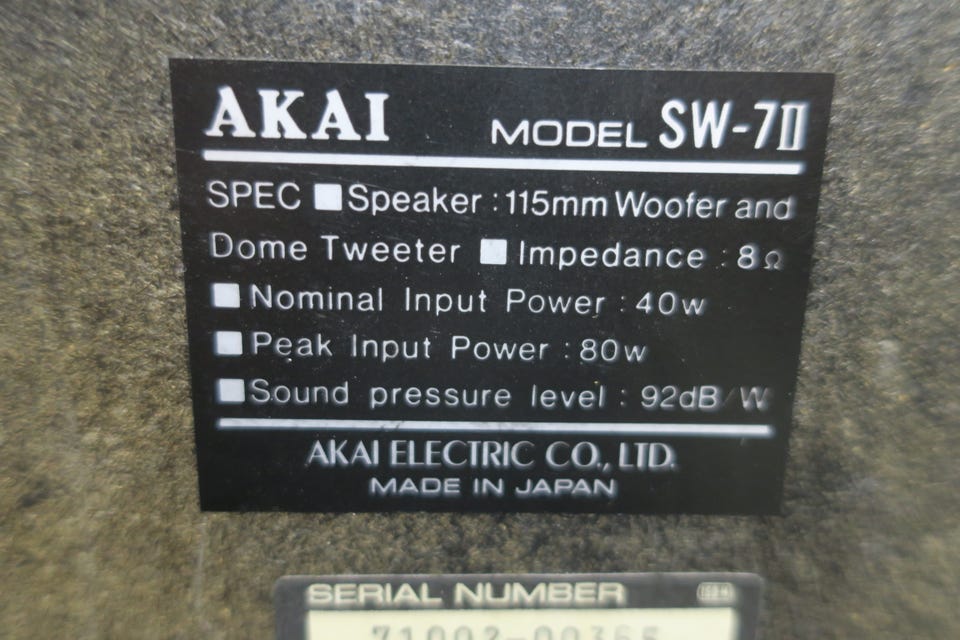 AKAI MODEL SW-7II
SPEC ■Speaker : 115mm Woofer and
Dome Tweeter ■ Impedance : 8Ω
■Nominal Input Power : 40w
■Peak Input Power : 80w
■Sound pressure level : 92dB/W
AKAI ELECTRIC CO., LTD.
MADE IN JAPAN
SERIAL NUMBER